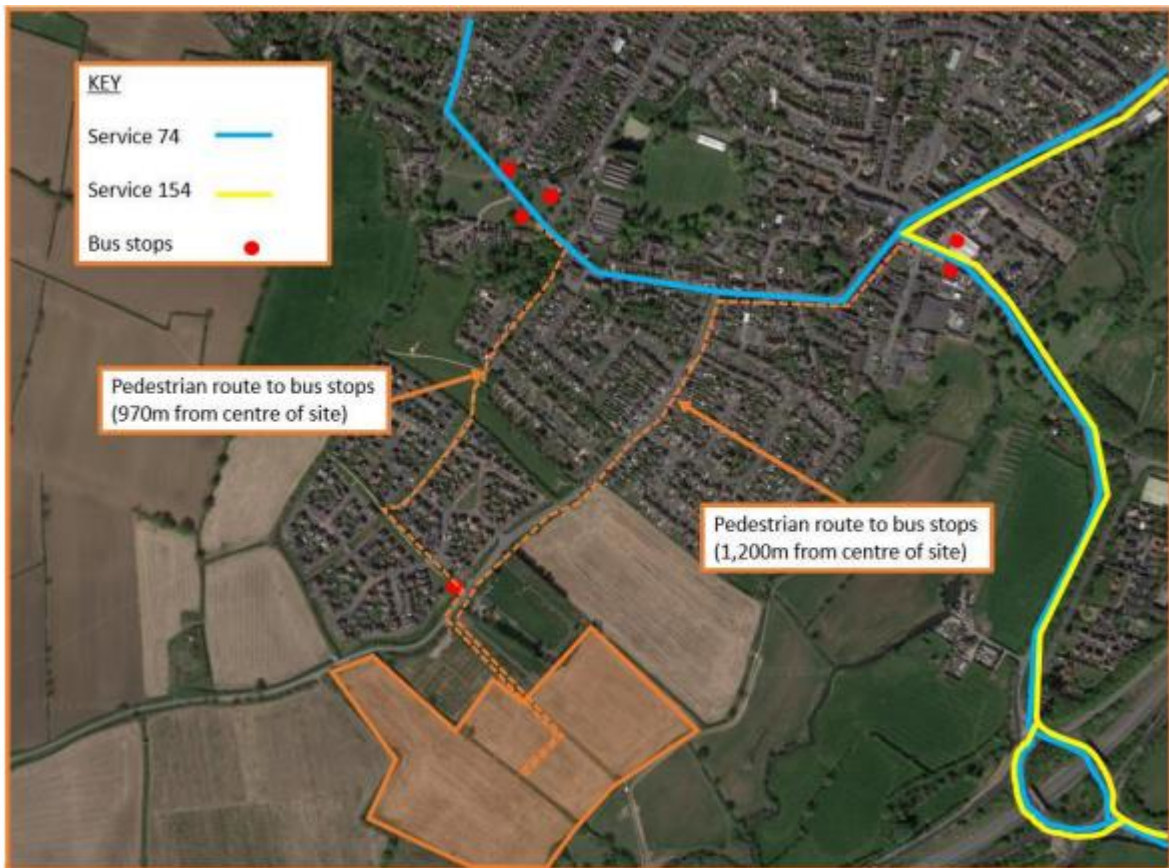 KEY
Service 74
Service 154
Bus stops
Pedestrian route to bus stops
(970m from centre of site)
Pedestrian route to bus stops
(1,200m from centre of site)